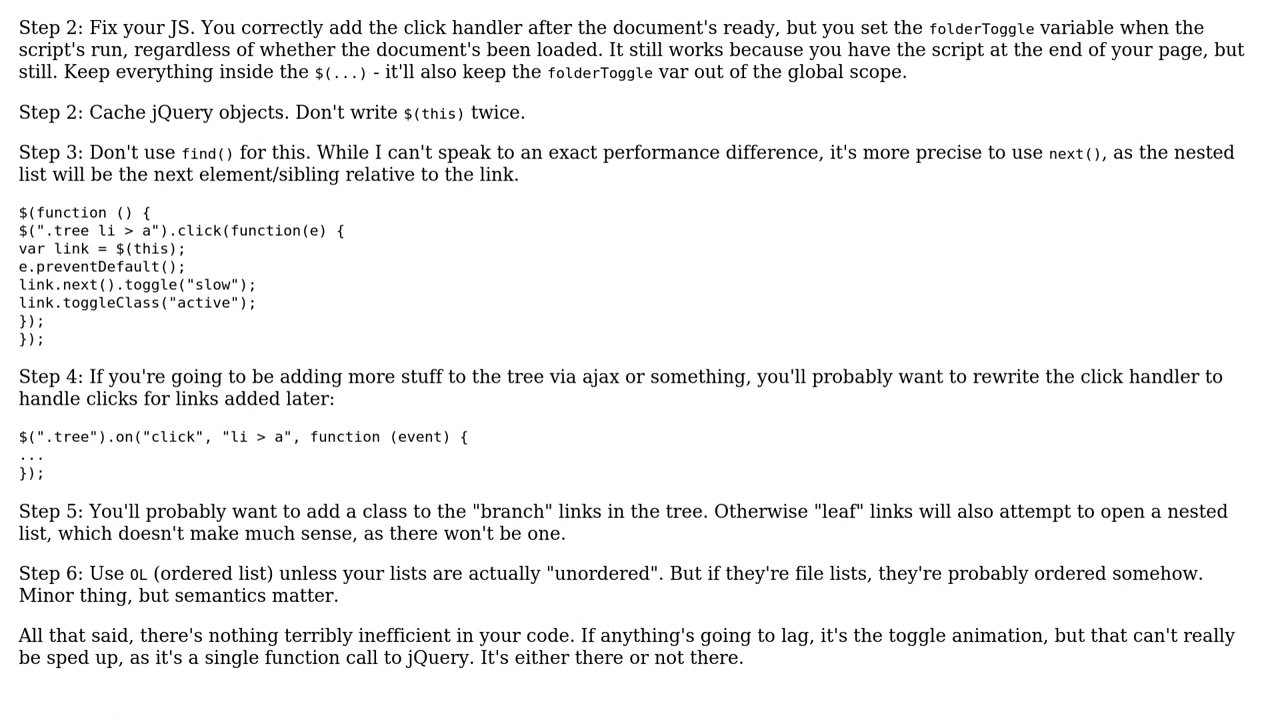 Step 2: Fix your JS. You correctly add the click handler after the document's ready, but you set the folderToggle variable when the
script's run, regardless of whether the document's been loaded. It still works because you have the script at the end of your page, but
still. Keep everything inside the $(...) - it'll also keep the folderToggle var out of the global scope.
Step 2: Cache jQuery objects. Don't write $(this) twice.
Step 3: Don't use find() for this. While I can't speak to an exact performance difference, it's more precise to use next(), as the nested
list will be the next element/sibling relative to the link.
$(function () {
$(".tree li > a").click(function(e) {
var link = $(this);
e.preventDefault();
link.next().toggle("slow");
link.toggleClass("active");
});
});
Step 4: If you're going to be adding more stuff to the tree via ajax or something, you'll probably want to rewrite the click handler to
handle clicks for links added later:
$(".tree").on("click", "li > a", function (event) {
...
});
Step 5: You'll probably want to add a class to the "branch" links in the tree. Otherwise "leaf" links will also attempt to open a nested
list, which doesn't make much sense, as there won't be one.
Step 6: Use OL (ordered list) unless your lists are actually "unordered". But if they're file lists, they're probably ordered somehow.
Minor thing, but semantics matter.
All that said, there's nothing terribly inefficient in your code. If anything's going to lag, it's the toggle animation, but that can't really
be sped up, as it's a single function call to jQuery. It's either there or not there.